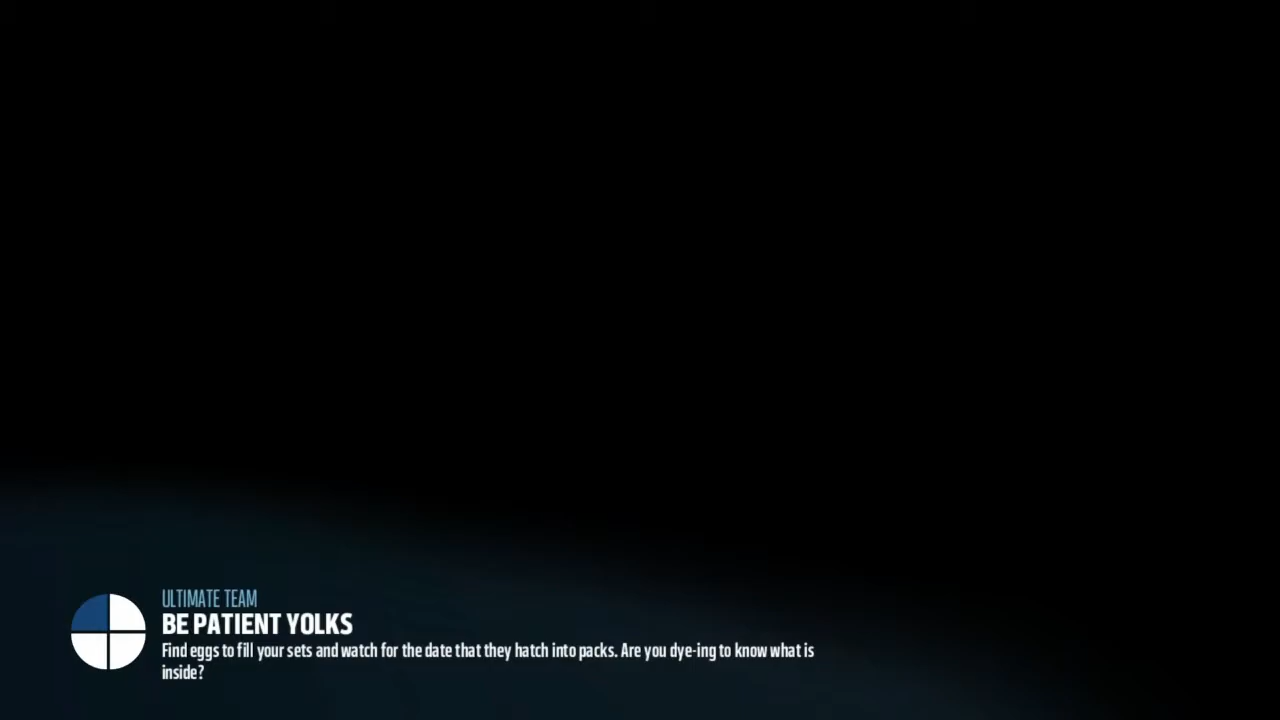 ULTIMATE TEAM
BE PATIENT YOLKS
Find eggs to fill your sets and watch for the date that they hatch into packs. Are you dye-ing to know what is
inside?